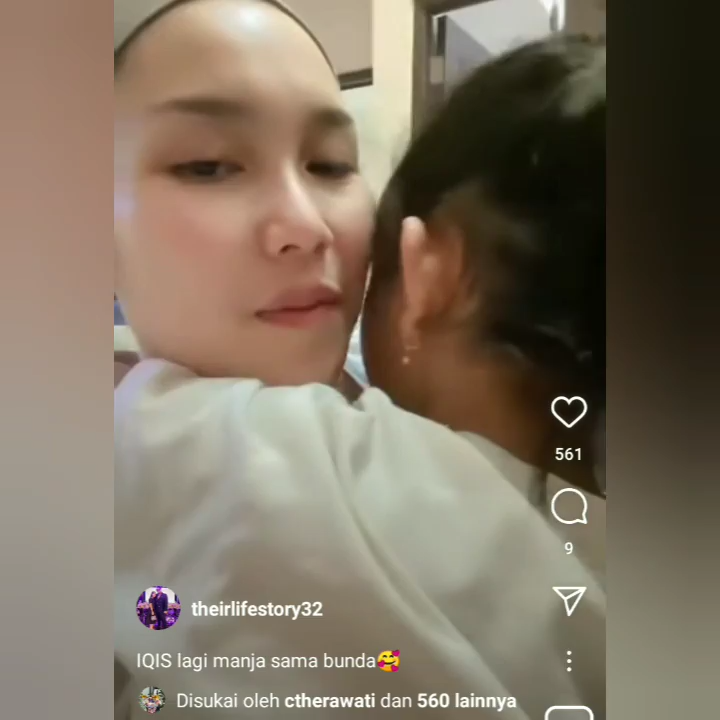 561
9
theirlifestory32
IQIS lagi manja sama bunda🥰
Disukai oleh ctherawati dan 560 lainnya